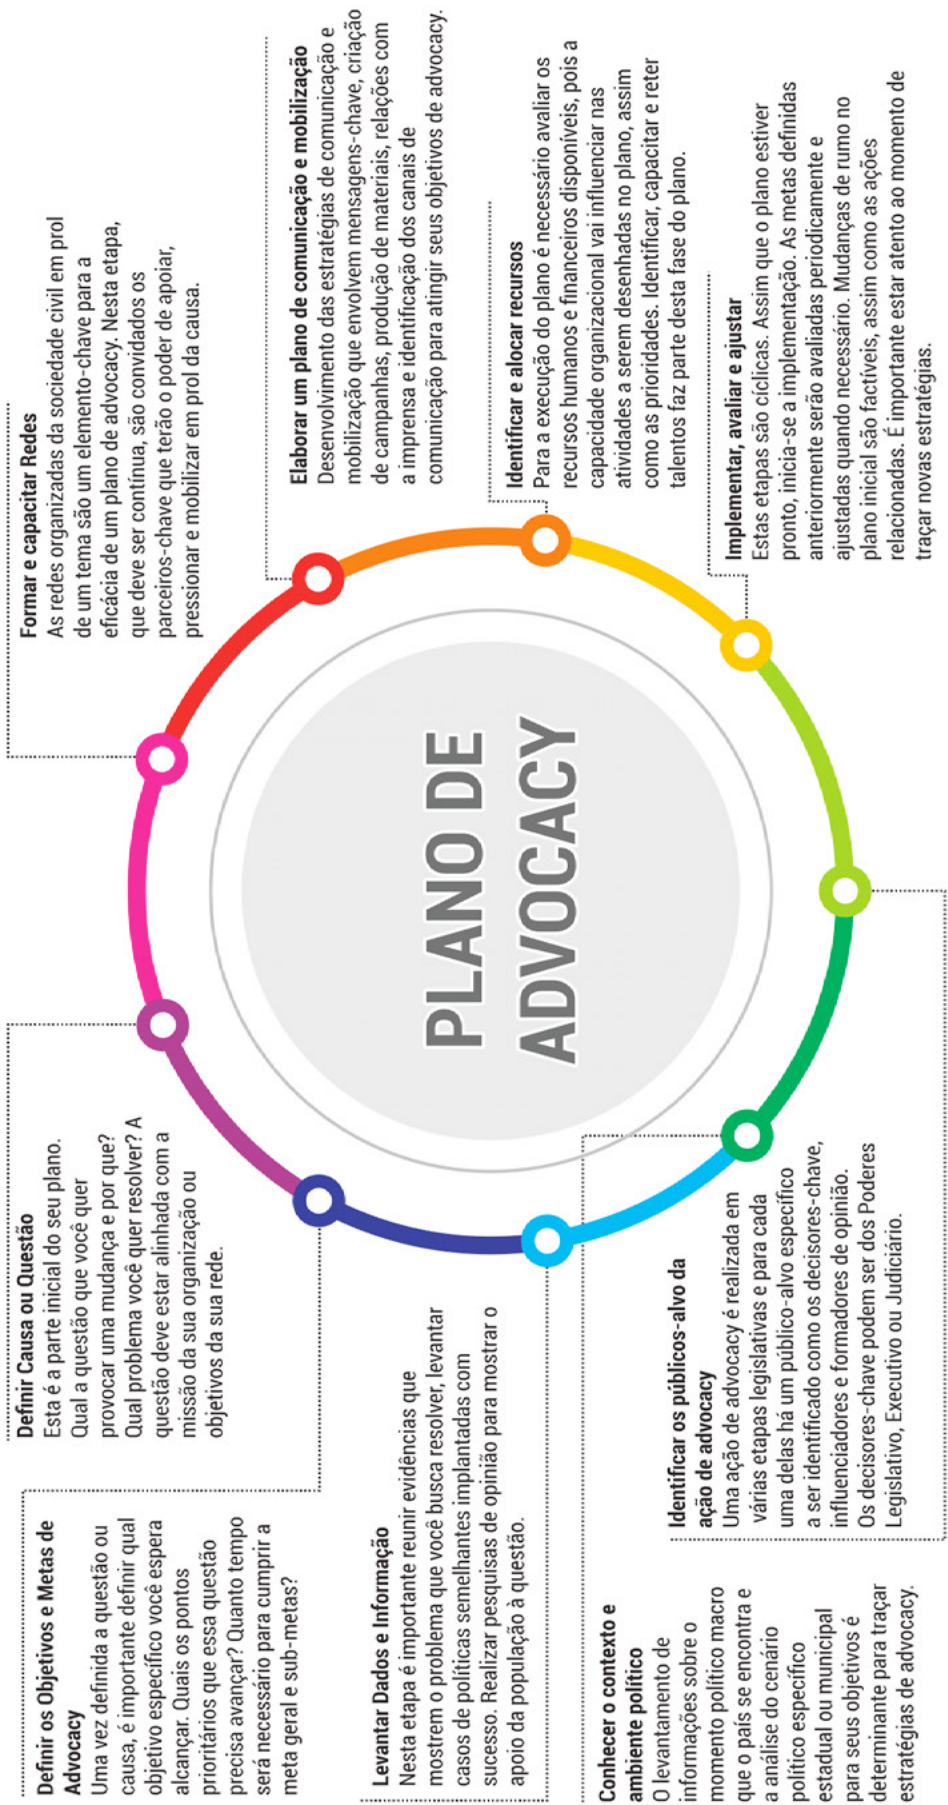 PLANO DE
ADVOCACY
Definir Causa ou Questão
Esta é a parte inicial do seu plano.
Qual a questão que você quer
provocar uma mudança e por que?
Qual problema você quer resolver? A
questão deve estar alinhada com a
missão da sua organização ou
objetivos da sua rede.
Definir os Objetivos e Metas de
Advocacy
Uma vez definida a questão ou
causa, é importante definir qual
objetivo específico você espera
alcançar. Quais os pontos
prioritários que essa questão
precisa avançar? Quanto tempo
será necessário para cumprir a
meta geral e sub-metas?
Levantar Dados e Informação
Nesta etapa é importante reunir evidências que
mostrem o problema que você busca resolver, levantar
casos de políticas semelhantes implantadas com
sucesso. Realizar pesquisas de opinião para mostrar o
apoio da população à questão.
Conhecer o contexto e
ambiente político
O levantamento de
informações sobre o
momento político macro
que o país se encontra e
a análise do cenário
político específico
estadual ou municipal
para seus objetivos é
determinante para traçar
estratégias de advocacy.
Identificar os públicos-alvo da
ação de advocacy
Uma ação de advocacy é realizada em
várias etapas legislativas e para cada
uma delas há um público-alvo específico
a ser identificado como os decisores-chave,
influenciadores e formadores de opinião.
Os decisores-chave podem ser dos Poderes
Legislativo, Executivo ou Judiciário.
Formar e capacitar Redes
As redes organizadas da sociedade civil em prol
de um tema são um elemento-chave para a
eficácia de um plano de advocacy. Nesta etapa,
que deve ser contínua, são convidados os
parceiros-chave que terão o poder de apoiar,
pressionar e mobilizar em prol da causa.
Elaborar um plano de comunicação e mobilização
Desenvolvimento das estratégias de comunicação e
mobilização que envolvem mensagens-chave, criação
de campanhas, produção de materiais, relações com
a imprensa e identificação dos canais de
comunicação para atingir seus objetivos de advocacy.
Identificar e alocar recursos
Para a execução do plano é necessário avaliar os
recursos humanos e financeiros disponíveis, pois a
capacidade organizacional vai influenciar nas
atividades a serem desenhadas no plano, assim
como as prioridades. Identificar, capacitar e reter
talentos faz parte desta fase do plano.
Implementar, avaliar e ajustar
Estas etapas são cíclicas. Assim que o plano estiver
pronto, inicia-se a implementação. As metas definidas
anteriormente serão avaliadas periodicamente e
ajustadas quando necessário. Mudanças de rumo no
plano inicial são factíveis, assim como as ações
relacionadas. É importante estar atento ao momento de
traçar novas estratégias.